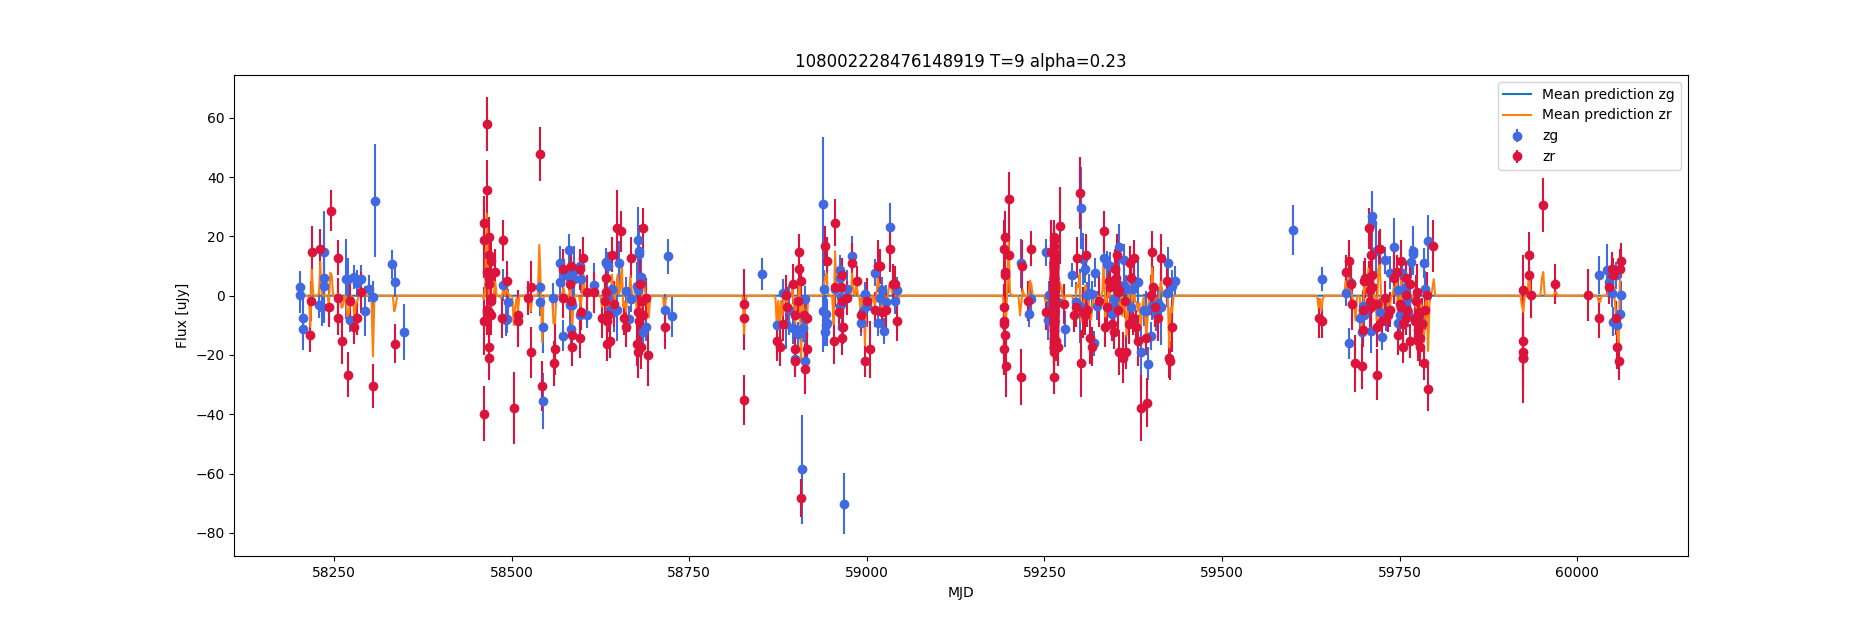 108002228476148919 T=9 alpha=0.23
Mean prediction zg
Mean prediction zr
zg
zr
Flux [uJy]
60
40
20
0
−20
−40
−60
−80
58250 58500 58750 59000 59250 59500 59750 60000
MJD